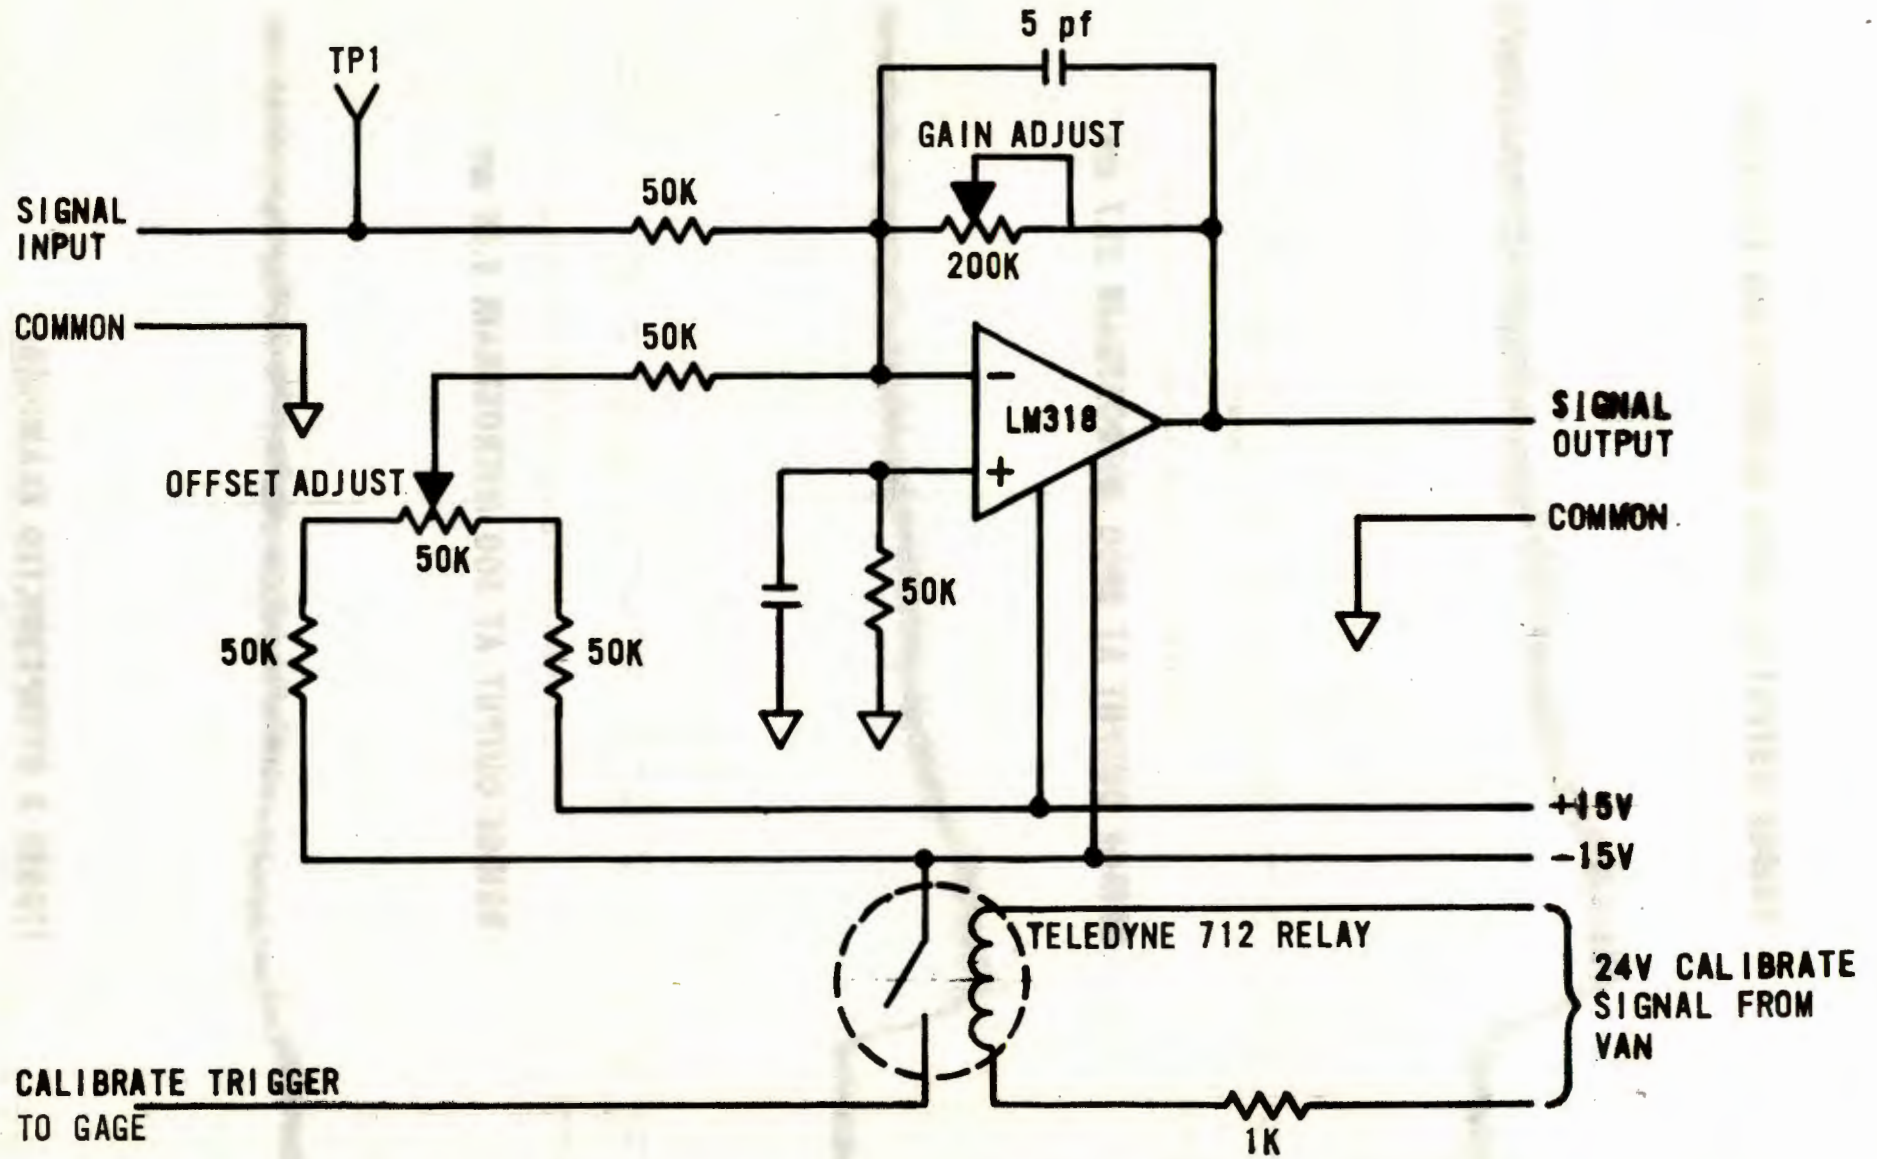 5 pf
TP1
GAIN ADJUST
50K
SIGNAL
INPUT
200K
COMMON
50K
LM318
SIGNAL
OUTPUT
OFFSET ADJUST
50K
COMMON
50K
50K
50K
+15V
-15V
TELEDYNE 712 RELAY
24V CALIBRATE
SIGNAL FROM
VAN
CALIBRATE TRIGGER
TO GAGE
1K